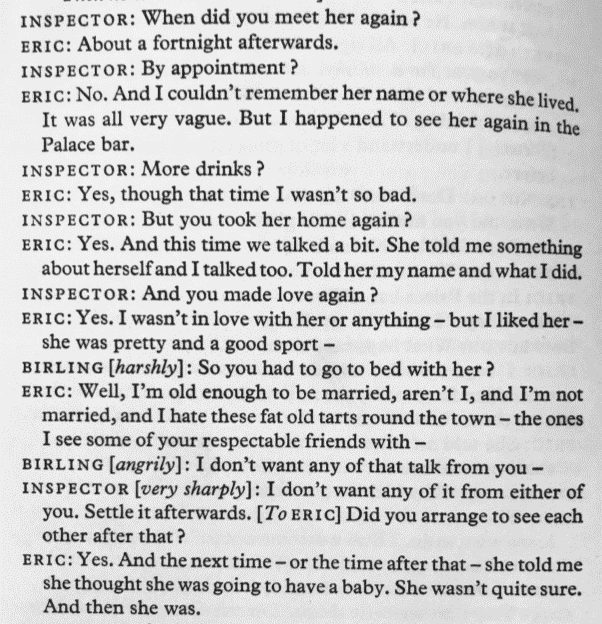 INSPECTOR: When did you meet her again?
ERIC: About a fortnight afterwards.
INSPECTOR: By appointment?
ERIC: No. And I couldn't remember her name or where she lived.
It was all very vague. But I happened to see her again in the
Palace bar.
INSPECTOR: More drinks?
ERIC: Yes, though that time I wasn't so bad.
INSPECTOR: But you took her home again?
ERIC: Yes. And this time we talked a bit. She told me something
about herself and I talked too. Told her my name and what I did.
INSPECTOR: And you made love again?
ERIC: Yes. I wasn't in love with her or anything – but I liked her –
she was pretty and a good sport –
BIRLING [harshly]: So you had to go to bed with her?
ERIC: Well, I'm old enough to be married, aren't I, and I'm not
married, and I hate these fat old tarts round the town – the ones
I see some of your respectable friends with –
BIRLING [angrily]: I don't want any of that talk from you –
INSPECTOR [very sharply]: I don't want any of it from either of
you. Settle it afterwards. [To ERIC] Did you arrange to see each
other after that?
ERIC: Yes. And the next time – or the time after that – she told me
she thought she was going to have a baby. She wasn't quite sure.
And then she was.